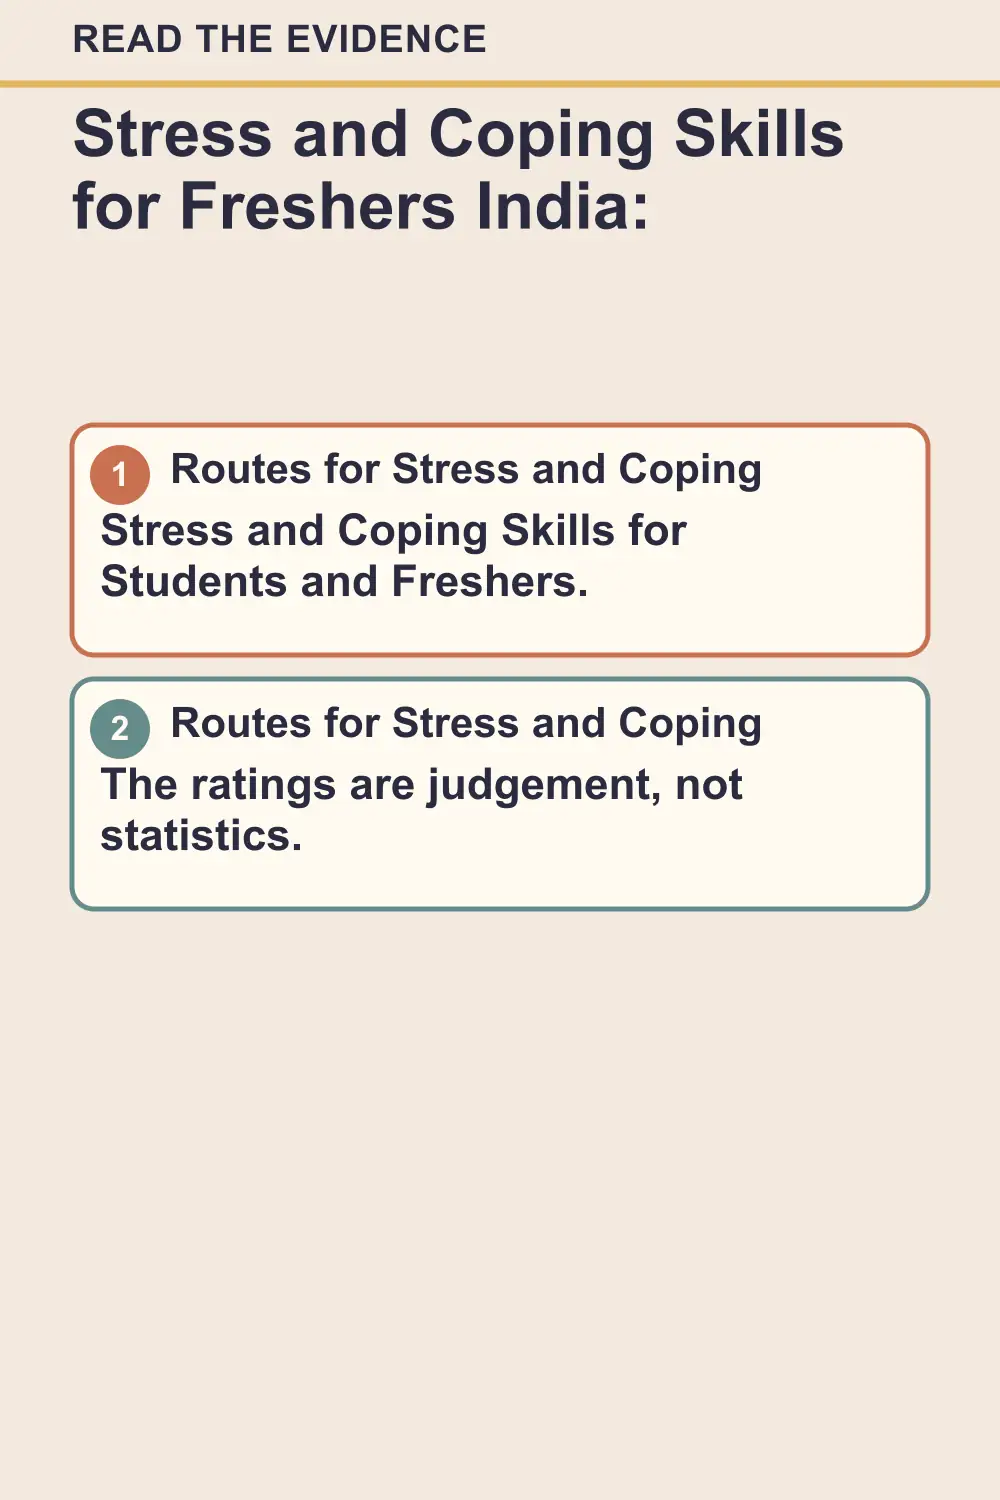 READ THE EVIDENCE
Stress and Coping Skills
for Freshers India:
1
Routes for Stress and Coping
Stress and Coping Skills for
Students and Freshers.
2
Routes for Stress and Coping
The ratings are judgement, not
statistics.